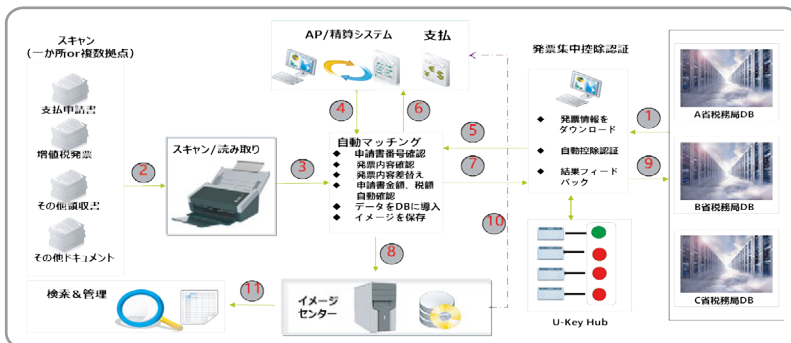 スキャン
(一か所or複数拠点)
支払申請書
増値税発票
その他領収書
その他ドキュメント
2
スキャン/読み取り
3
AP/精算システム
支払
4
6
自動マッチング
◆ 申請書番号確認
◆ 発票内容確認
◆ 発票内容差替え
◆ 申請書金額、税額
自動確認
◆ データをDBに導入
◆ イメージを保存
5
7
8
10
発票集中控除認証
◆ 発票情報を
ダウンロード
◆ 自動控除認証
◆ 結果フィード
バック
U-Key Hub
1
9
A省税務局DB
B省税務局DB
C省税務局DB
イメージ
センター
11
検索&管理